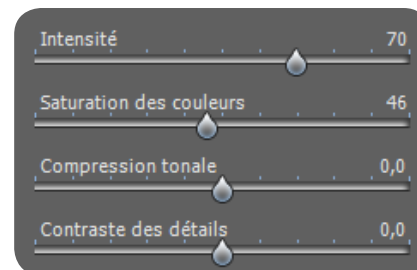 Intensité 70
Saturation des couleurs 46
Compression tonale 0,0
Contraste des détails 0,0